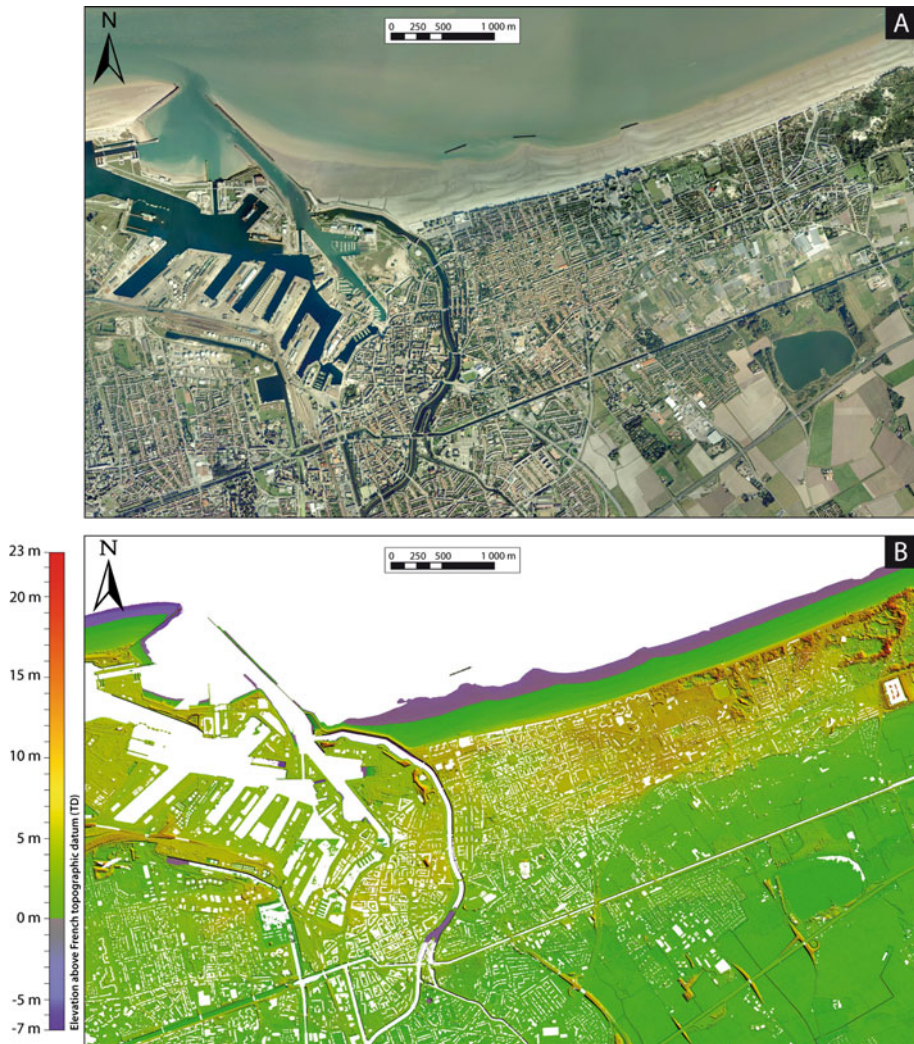 N
0 250 500 1 000 m
A
N
0 250 500 1 000 m
B
23 m
20 m
15 m
10 m
5 m
0 m
-5 m
-7 m
Elevation above French topographic datum (TD)